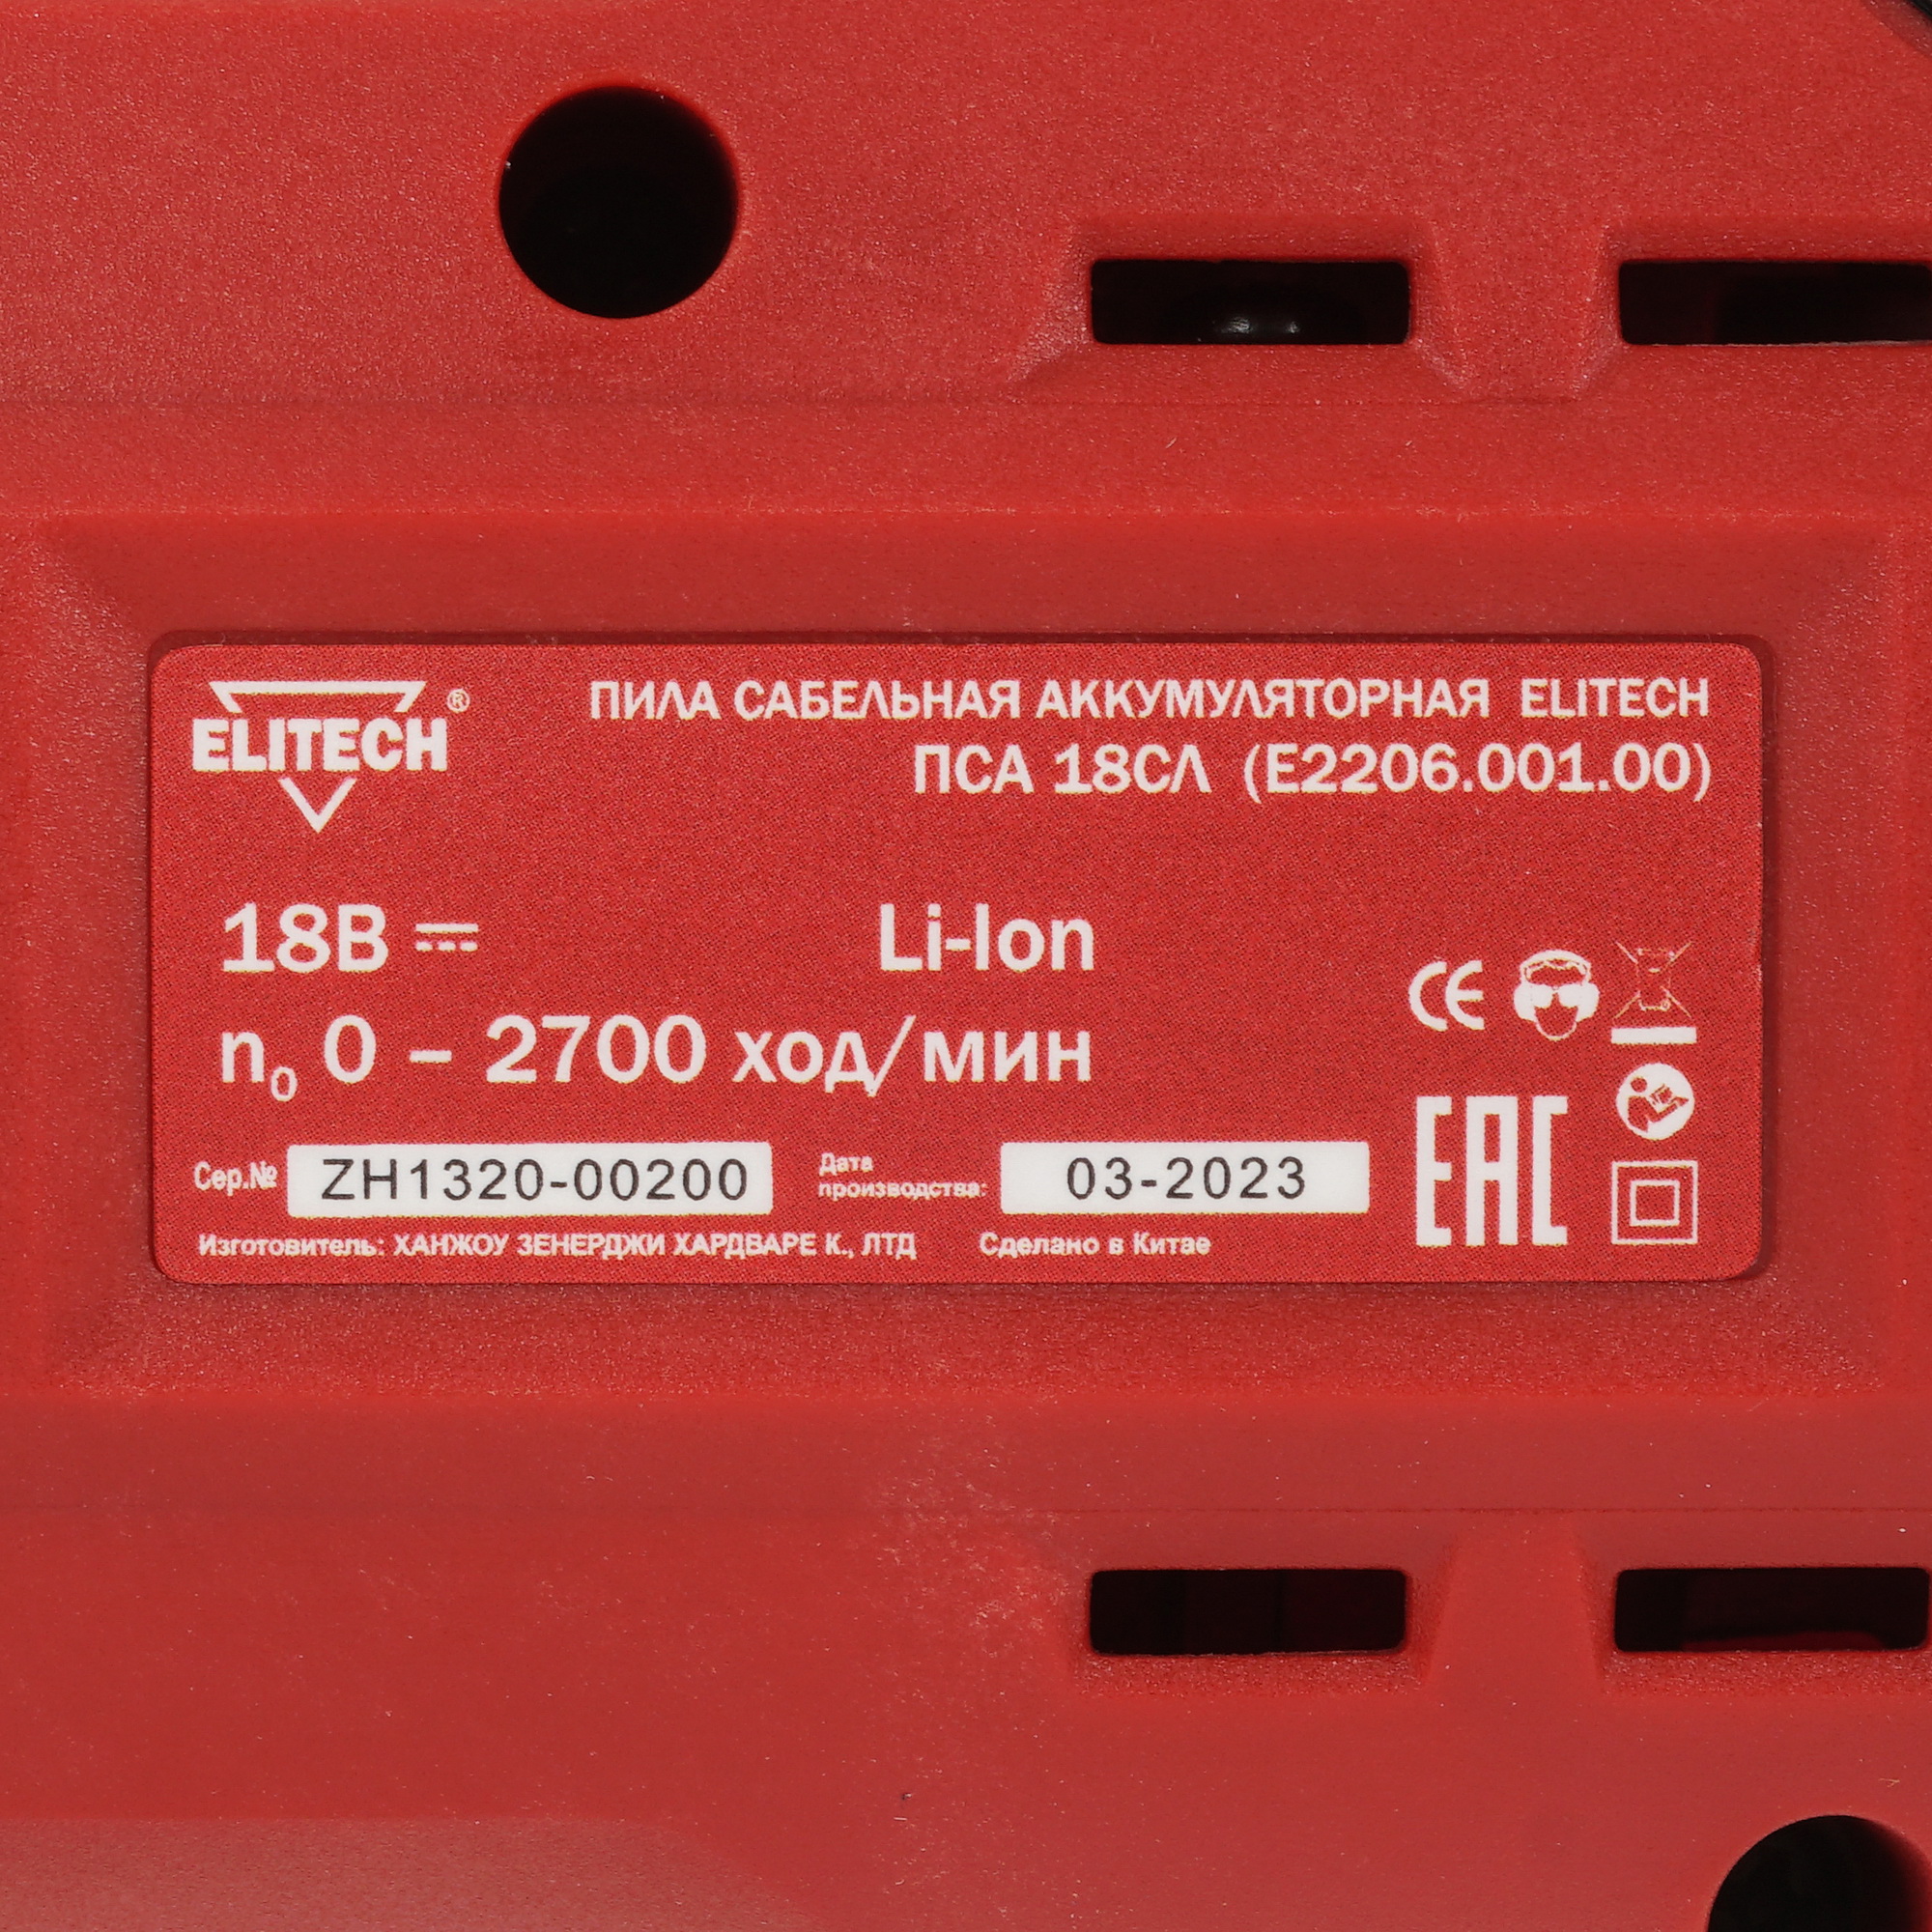 ELITECH®
ПИЛА САБЕЛЬНАЯ АККУМУЛЯТОРНАЯ ELITECH
ПСА 18СЛ (E2206.001.00)
18В
Li-Ion
n₀ 0 – 2700 ход/мин
CE
Сер.№ ZH1320-00200
Дата
производства:
03-2023
EAC
Изготовитель: ХАНЖОУ ЗЕНЕРДЖИ ХАРДВАРЕ К., ЛТД
Сделано в Китае